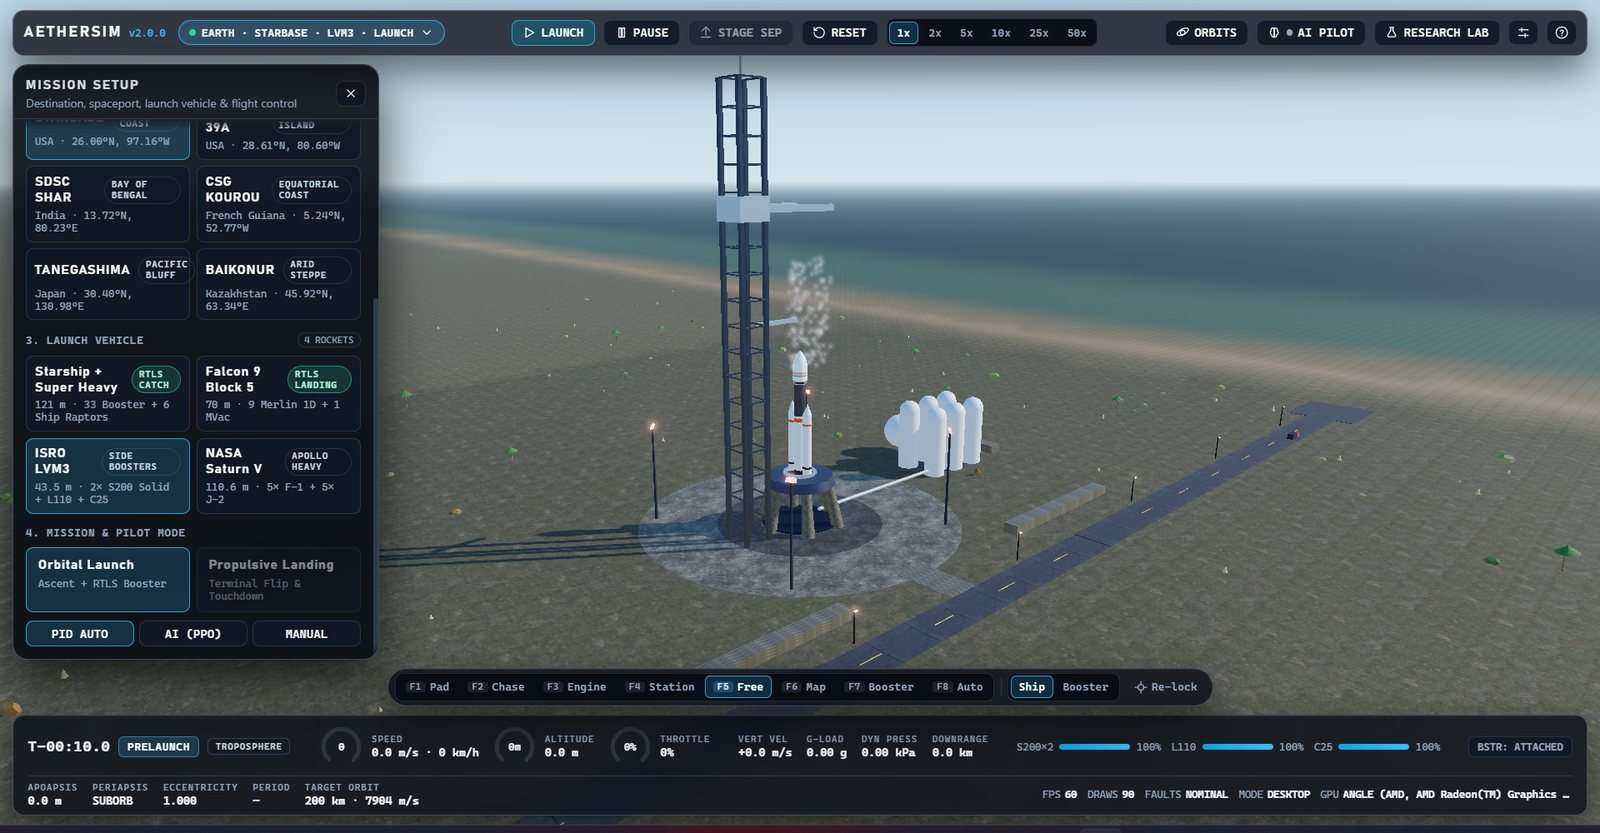 AETHERSIM v2.0.0
EARTH · STARBASE · LVM3 · LAUNCH
LAUNCH
PAUSE
STAGE SEP
RESET
1x 2x 5x 10x 25x 50x
ORBITS
AI PILOT
RESEARCH LAB
MISSION SETUP
Destination, spaceport, launch vehicle & flight control
COAST
USA · 26.00°N, 97.16°W
39A
ISLAND
USA · 28.61°N, 80.60°W
SDSC
SHAR
BAY OF
BENGAL
India · 13.72°N,
80.23°E
CSG
KOUROU
EQUATORIAL
COAST
French Guiana · 5.24°N,
52.77°W
TANEGASHIMA
PACIFIC
BLUFF
Japan · 30.40°N,
130.98°E
BAIKONUR
ARID
STEPPE
Kazakhstan · 45.92°N,
63.34°E
3. LAUNCH VEHICLE
4 ROCKETS
Starship +
Super Heavy
RTLS
CATCH
121 m · 33 Booster + 6
Ship Raptors
Falcon 9
Block 5
RTLS
LANDING
70 m · 9 Merlin 1D + 1
MVac
ISRO
LVM3
SIDE
BOOSTERS
43.5 m · 2× S200 Solid
+ L110 + C25
NASA
Saturn V
APOLLO
HEAVY
110.6 m · 5× F-1 + 5×
J-2
4. MISSION & PILOT MODE
Orbital Launch
Ascent + RTLS Booster
Propulsive Landing
Terminal Flip &
Touchdown
PID AUTO
AI (PPO)
MANUAL
F1 Pad
F2 Chase
F3 Engine
F4 Station
F5 Free
F6 Map
F7 Booster
F8 Auto
Ship
Booster
Re-lock
T-00:10.0
PRELAUNCH
TROPOSPHERE
0
SPEED
0.0 m/s · 0 km/h
0m
ALTITUDE
0.0 m
0%
THROTTLE
0%
VERT VEL
+0.0 m/s
G-LOAD
0.00 g
DYN PRESS
0.00 kPa
DOWNRANGE
0.0 km
S200×2 100%
L110 100%
C25 100%
BSTR: ATTACHED
APOAPSIS
0.0 m
PERIAPSIS
SUBORB
ECCENTRICITY
1.000
PERIOD
—
TARGET ORBIT
200 km · 7904 m/s
FPS 60 DRAWS 90 FAULTS NOMINAL MODE DESKTOP GPU ANGLE (AMD, AMD Radeon(TM) Graphics …